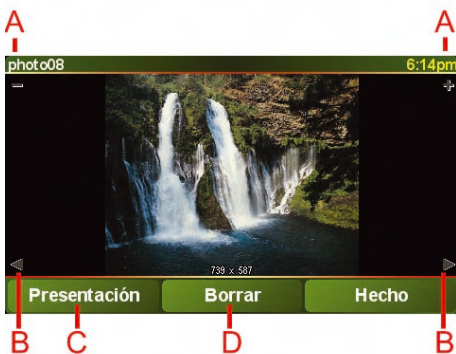 A A
photo08 6:14pm
- +
739 x 587
Presentación Borrar Hecho
B C D B